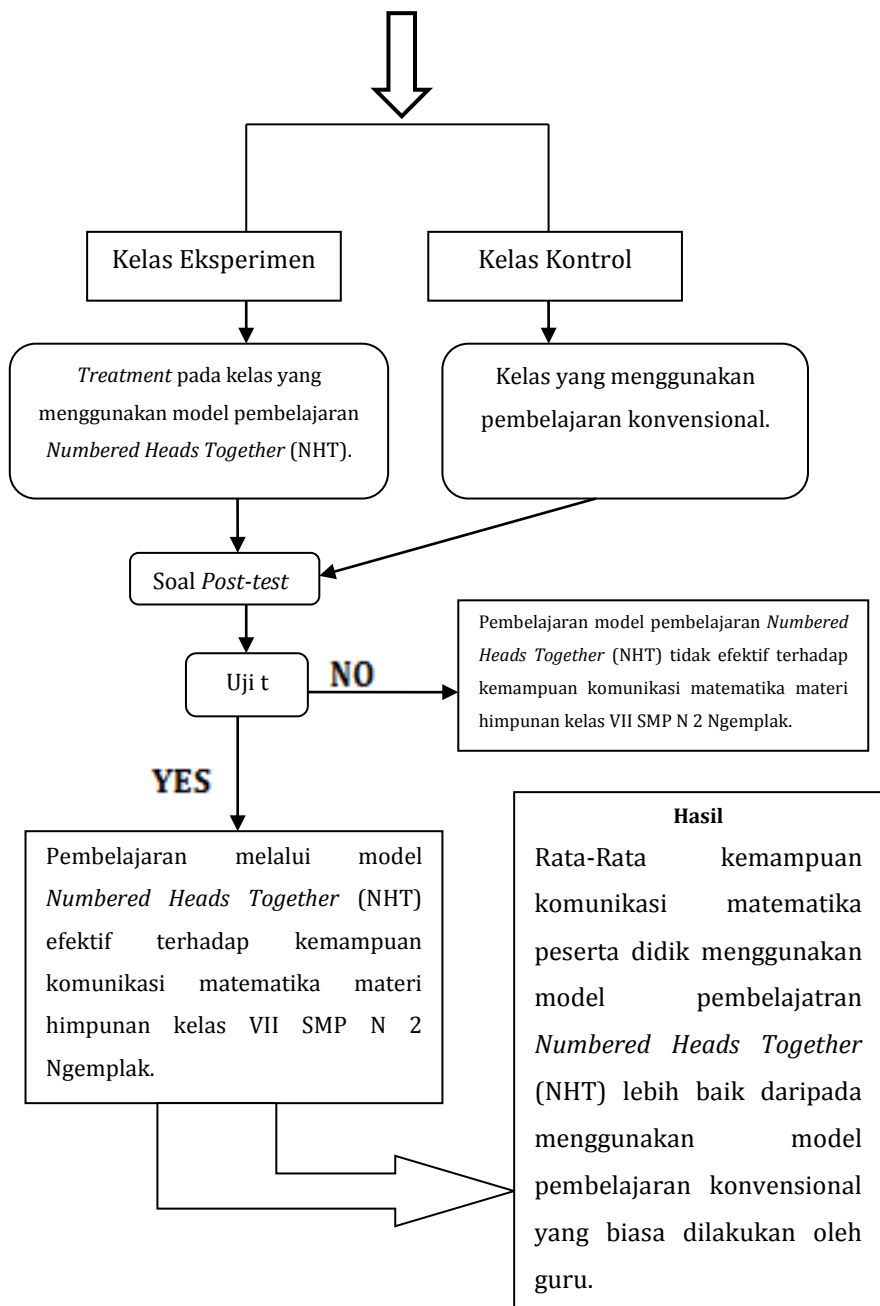 Kelas Eksperimen
Kelas Kontrol
Treatment pada kelas yang
menggunakan model pembelajaran
Numbered Heads Together (NHT).
Kelas yang menggunakan
pembelajaran konvensional.
Soal Post-test
Uji t
NO
Pembelajaran model pembelajaran Numbered
Heads Together (NHT) tidak efektif terhadap
kemampuan komunikasi matematika materi
himpunan kelas VII SMP N 2 Ngemplak.
YES
Pembelajaran melalui model
Numbered Heads Together (NHT)
efektif terhadap kemampuan
komunikasi matematika materi
himpunan kelas VII SMP N 2
Ngemplak.
Hasil
Rata-Rata kemampuan
komunikasi matematika
peserta didik menggunakan
model pembelajatran
Numbered Heads Together
(NHT) lebih baik daripada
menggunakan model
pembelajaran konvensional
yang biasa dilakukan oleh
guru.